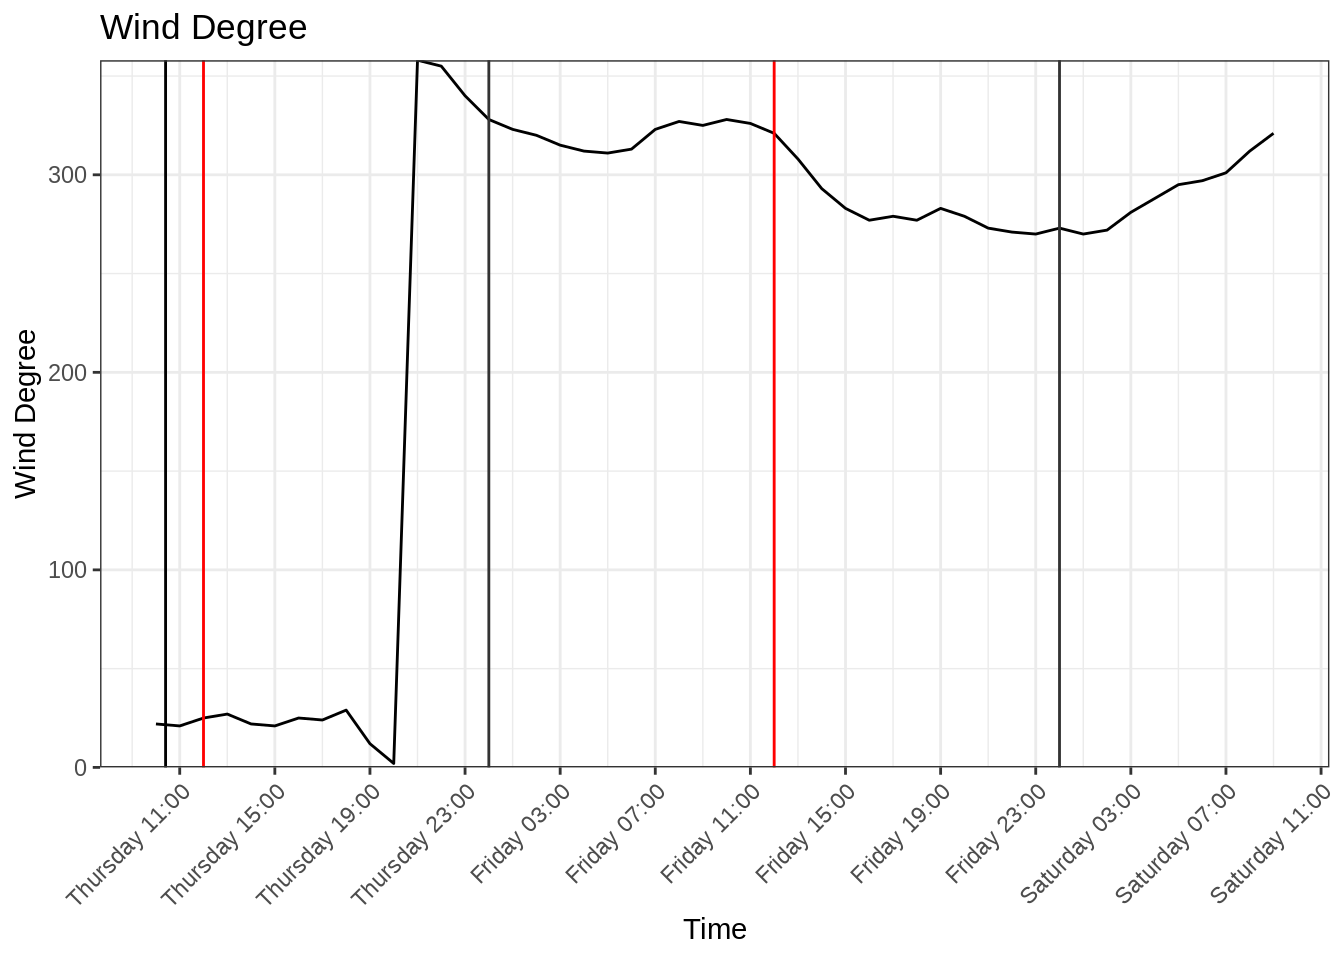 Wind Degree
Wind Degree
300
200
100
0
Thursday 11:00
Thursday 15:00
Thursday 19:00
Thursday 23:00
Friday 03:00
Friday 07:00
Friday 11:00
Friday 15:00
Friday 19:00
Friday 23:00
Saturday 03:00
Saturday 07:00
Saturday 11:00
Time